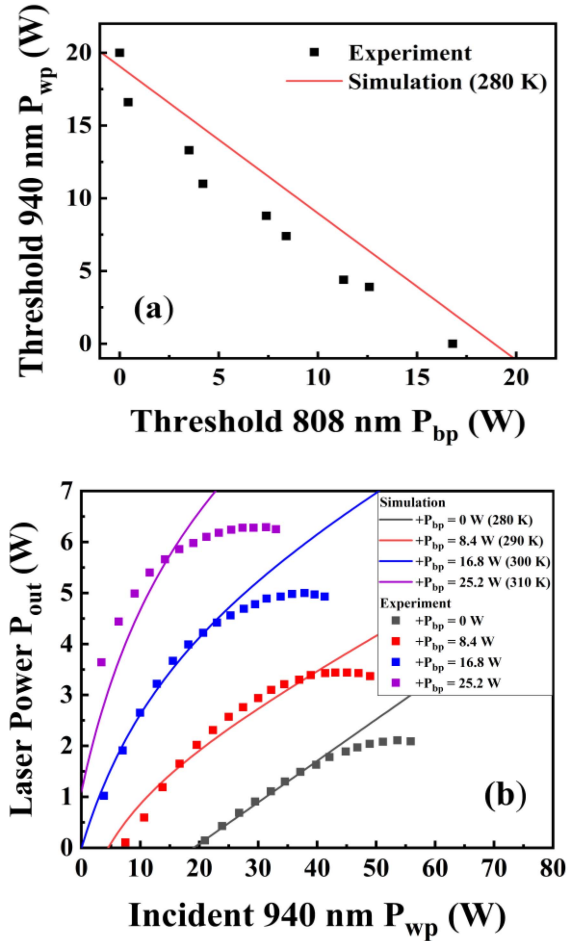 Threshold 940 nm P_wp (W)
20
15
10
5
0
Experiment
Simulation (280 K)
(a)
0 5 10 15 20
Threshold 808 nm P_bp (W)
Laser Power P_out (W)
7
6
5
4
3
2
1
0
Simulation
+P_bp = 0 W (280 K)
+P_bp = 8.4 W (290 K)
+P_bp = 16.8 W (300 K)
+P_bp = 25.2 W (310 K)
Experiment
+P_bp = 0 W
+P_bp = 8.4 W
+P_bp = 16.8 W
+P_bp = 25.2 W
(b)
0 10 20 30 40 50 60 70 80
Incident 940 nm P_wp (W)